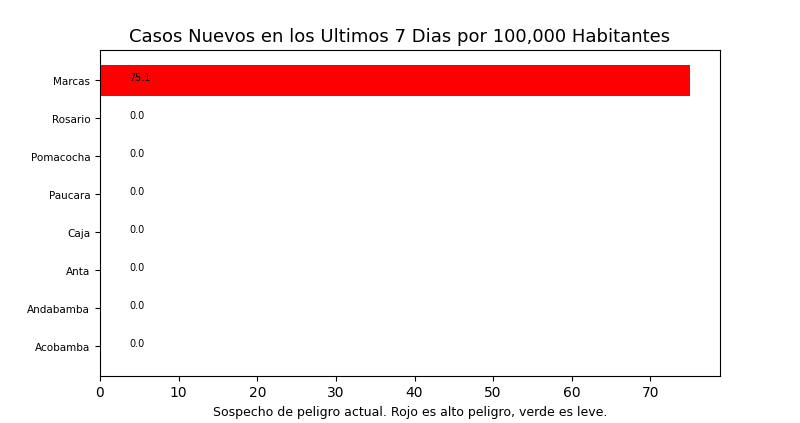 Casos Nuevos en los Ultimos 7 Dias por 100,000 Habitantes
Marcas 75.1
Rosario 0.0
Pomacocha 0.0
Paucara 0.0
Caja 0.0
Anta 0.0
Andabamba 0.0
Acobamba 0.0
0 10 20 30 40 50 60 70
Sospecho de peligro actual. Rojo es alto peligro, verde es leve.